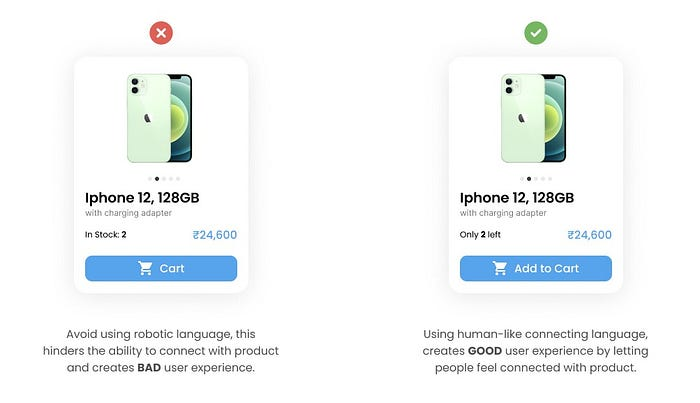 Iphone 12, 128GB
with charging adapter
In Stock: 2 ₹24,600
Cart
Avoid using robotic language, this
hinders the ability to connect with product
and creates BAD user experience.
Iphone 12, 128GB
with charging adapter
Only 2 left ₹24,600
Add to Cart
Using human-like connecting language,
creates GOOD user experience by letting
people feel connected with product.